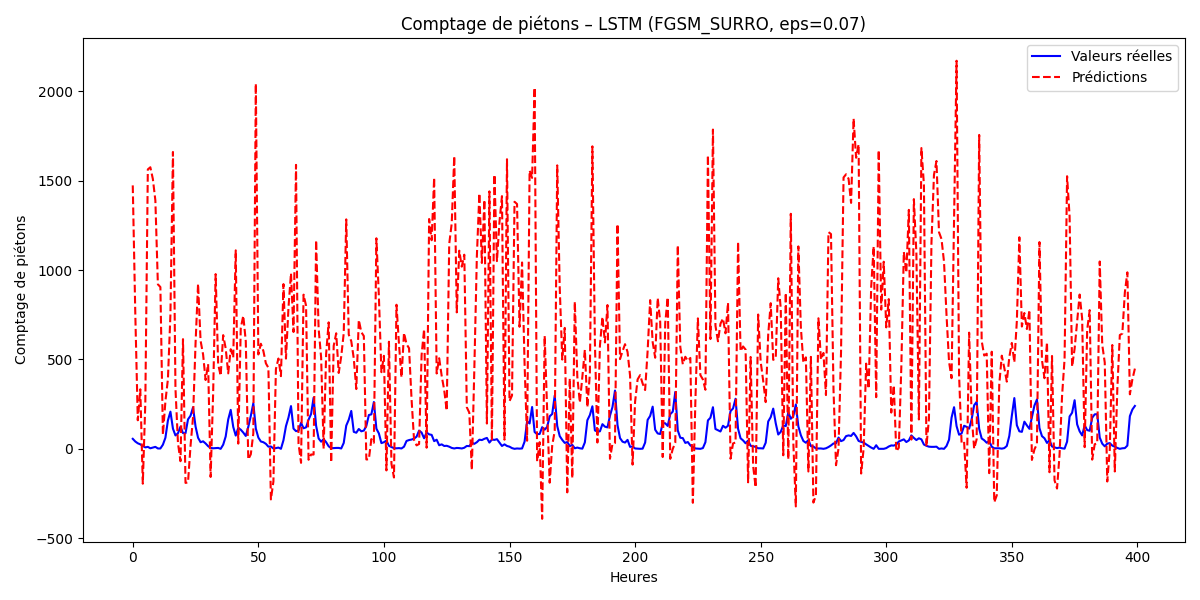 Comptage de piétons – LSTM (FGSM_SURRO, eps=0.07)
Valeurs réelles
Prédictions
Comptage de piétons
2000
1500
1000
500
0
−500
0 50 100 150 200 250 300 350 400
Heures